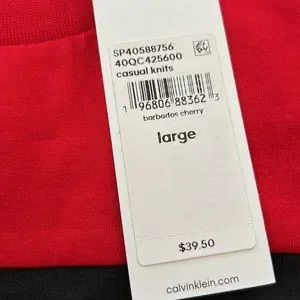 SP40588756
40QC425600
casual knits
1 96806 88362 3
barbados cherry
large
$39.50
calvinklein.com